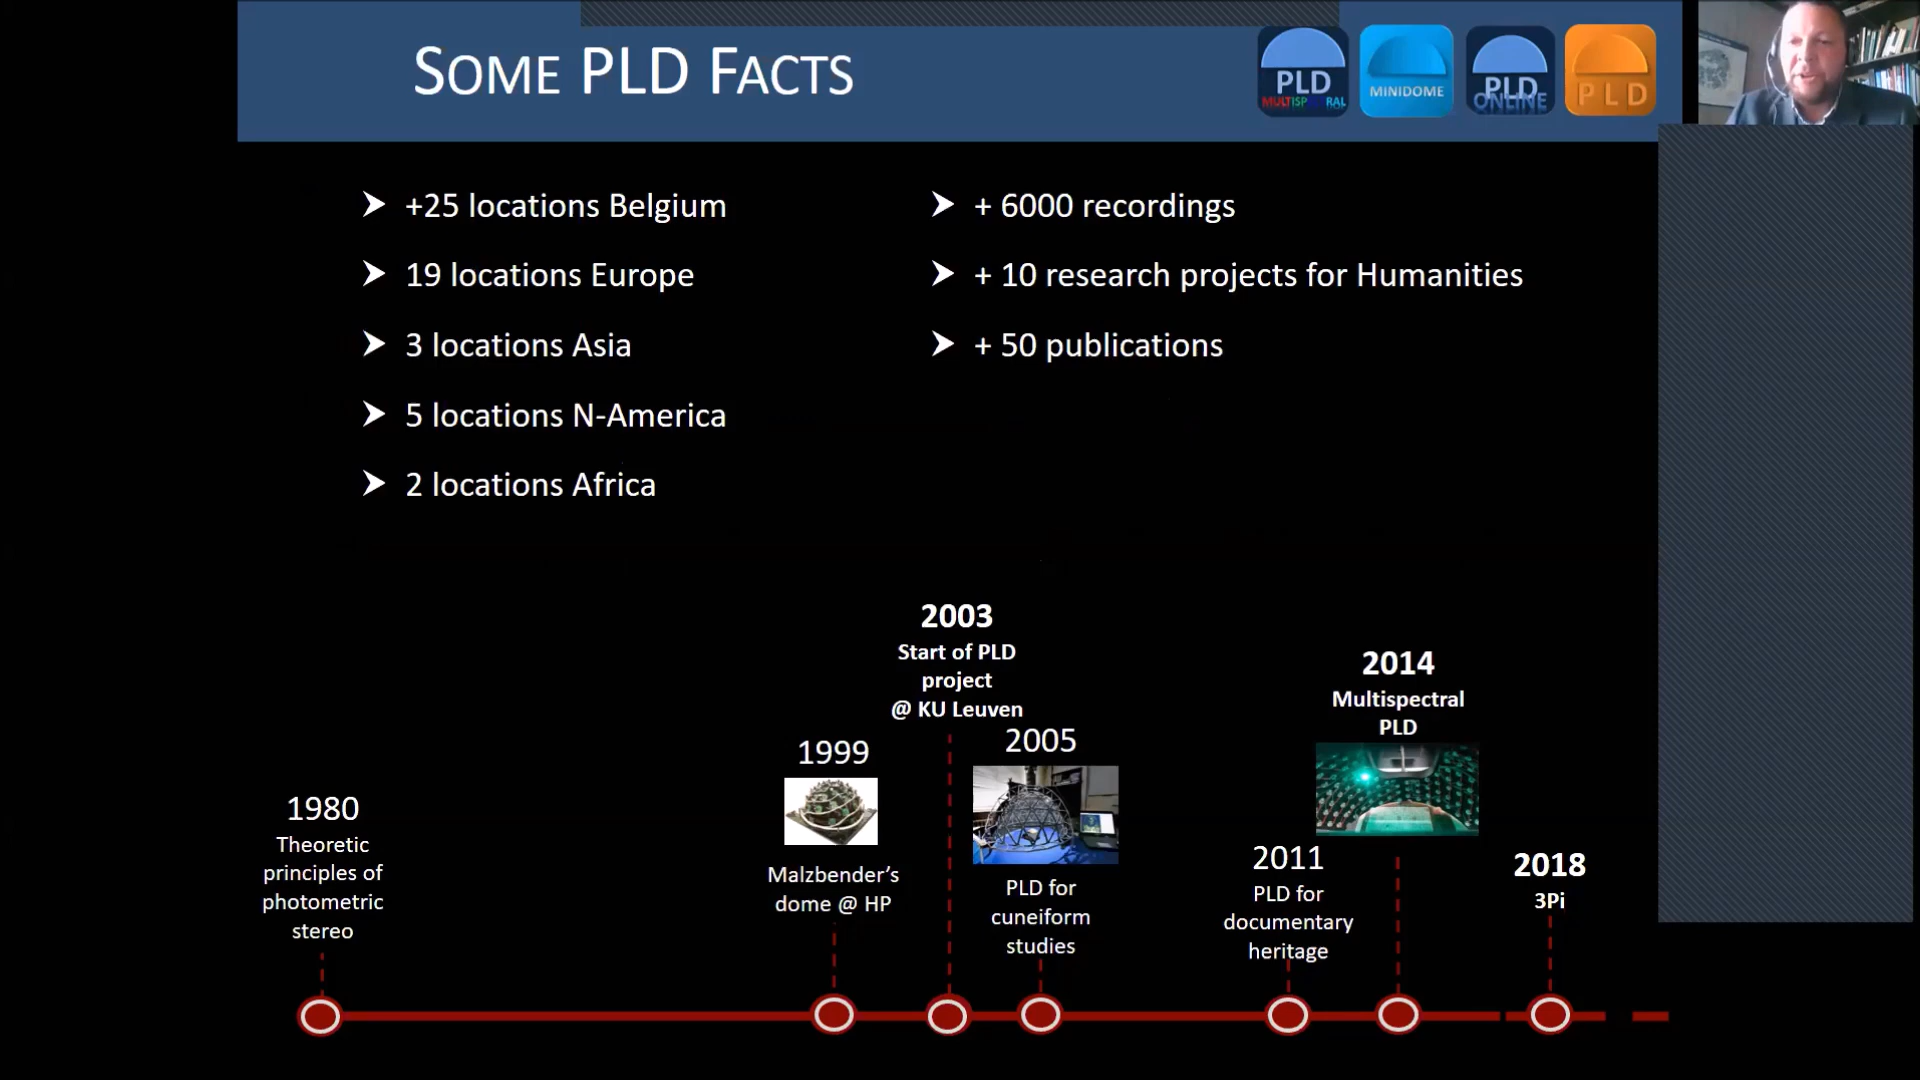 SOME PLD FACTS
PLD
MULTISPECTRAL
MINIDOME
PLD
ONLINE
PLD
+25 locations Belgium
19 locations Europe
3 locations Asia
5 locations N-America
2 locations Africa
+ 6000 recordings
+ 10 research projects for Humanities
+ 50 publications
1980
Theoretic
principles of
photometric
stereo
1999
Malzbender’s
dome @ HP
2003
Start of PLD
project
@ KU Leuven
2005
PLD for
cuneiform
studies
2011
PLD for
documentary
heritage
2014
Multispectral
PLD
2018
3Pi